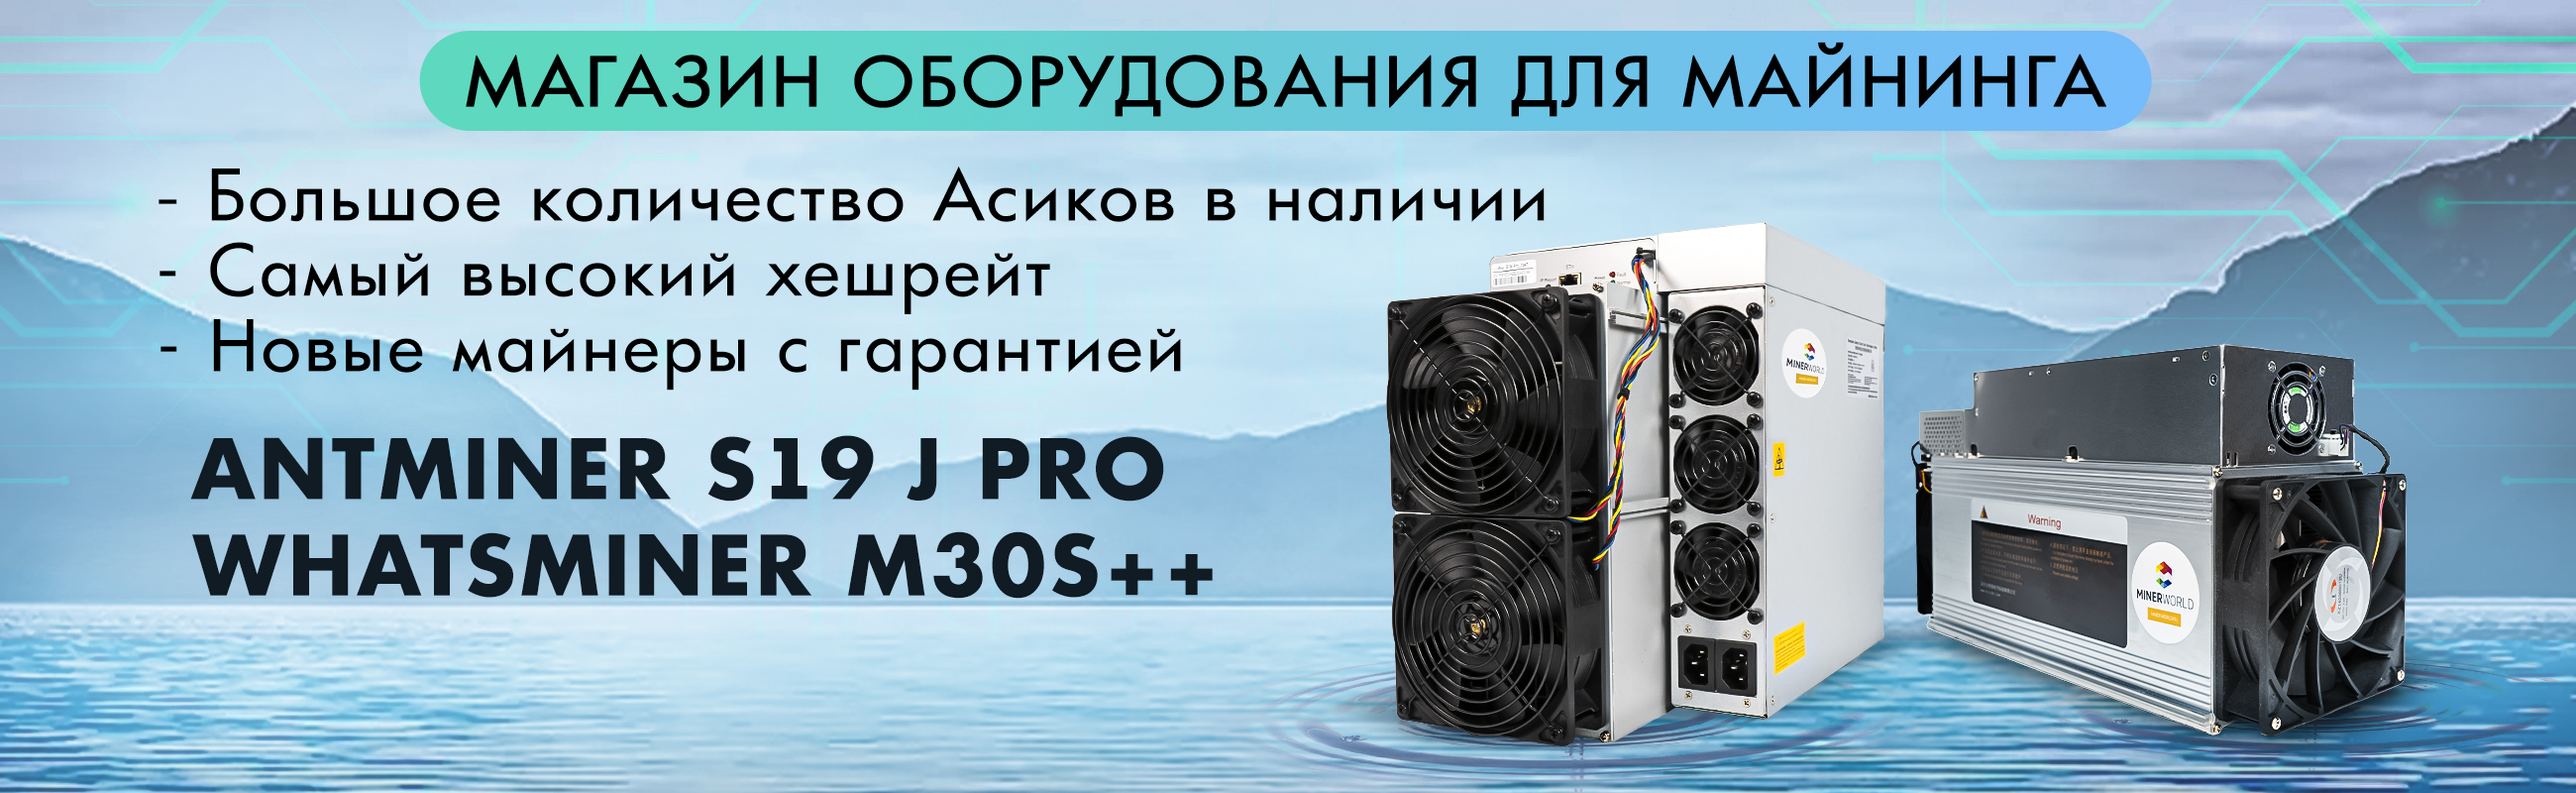 МАГАЗИН ОБОРУДОВАНИЯ ДЛЯ МАЙНИНГА
- Большое количество Асиков в наличии
- Самый высокий хешрейт
- Новые майнеры с гарантией
ANTMINER S19 J PRO
WHATSMINER M30S++
MINERWORLD
Warning
MINERWORLD